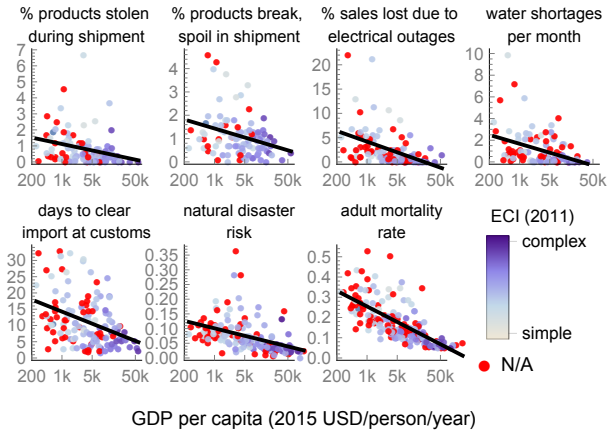 % products stolen
during shipment
% products break,
spoil in shipment
% sales lost due to
electrical outages
water shortages
per month
7
6
5
4
3
2
1
0
200 1k 5k 50k
4
3
2
1
0
200 1k 5k 50k
20
15
10
5
0
200 1k 5k 50k
10
8
6
4
2
0
200 1k 5k 50k
days to clear
import at customs
natural disaster
risk
adult mortality
rate
30
25
20
15
10
5
0
200 1k 5k 50k
0.35
0.25
0.15
0.05
0.00
200 1k 5k 50k
0.5
0.4
0.3
0.2
0.1
0.0
200 1k 5k 50k
ECI (2011)
complex
simple
N/A
GDP per capita (2015 USD/person/year)